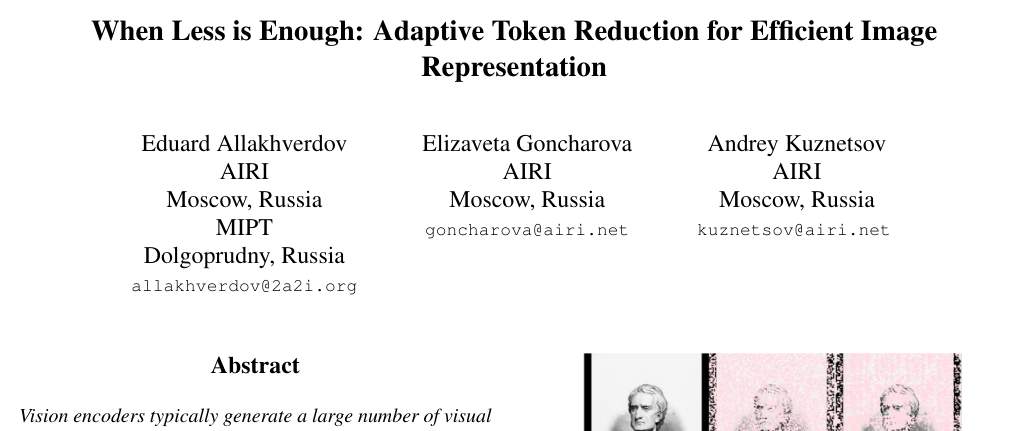 When Less is Enough: Adaptive Token Reduction for Efficient Image
Representation
Eduard Allakhverdov
AIRI
Moscow, Russia
MIPT
Dolgoprudny, Russia
allakhverdov@2a2i.org
Elizaveta Goncharova
AIRI
Moscow, Russia
goncharova@airi.net
Andrey Kuznetsov
AIRI
Moscow, Russia
kuznetsov@airi.net
Abstract
Vision encoders typically generate a large number of visual